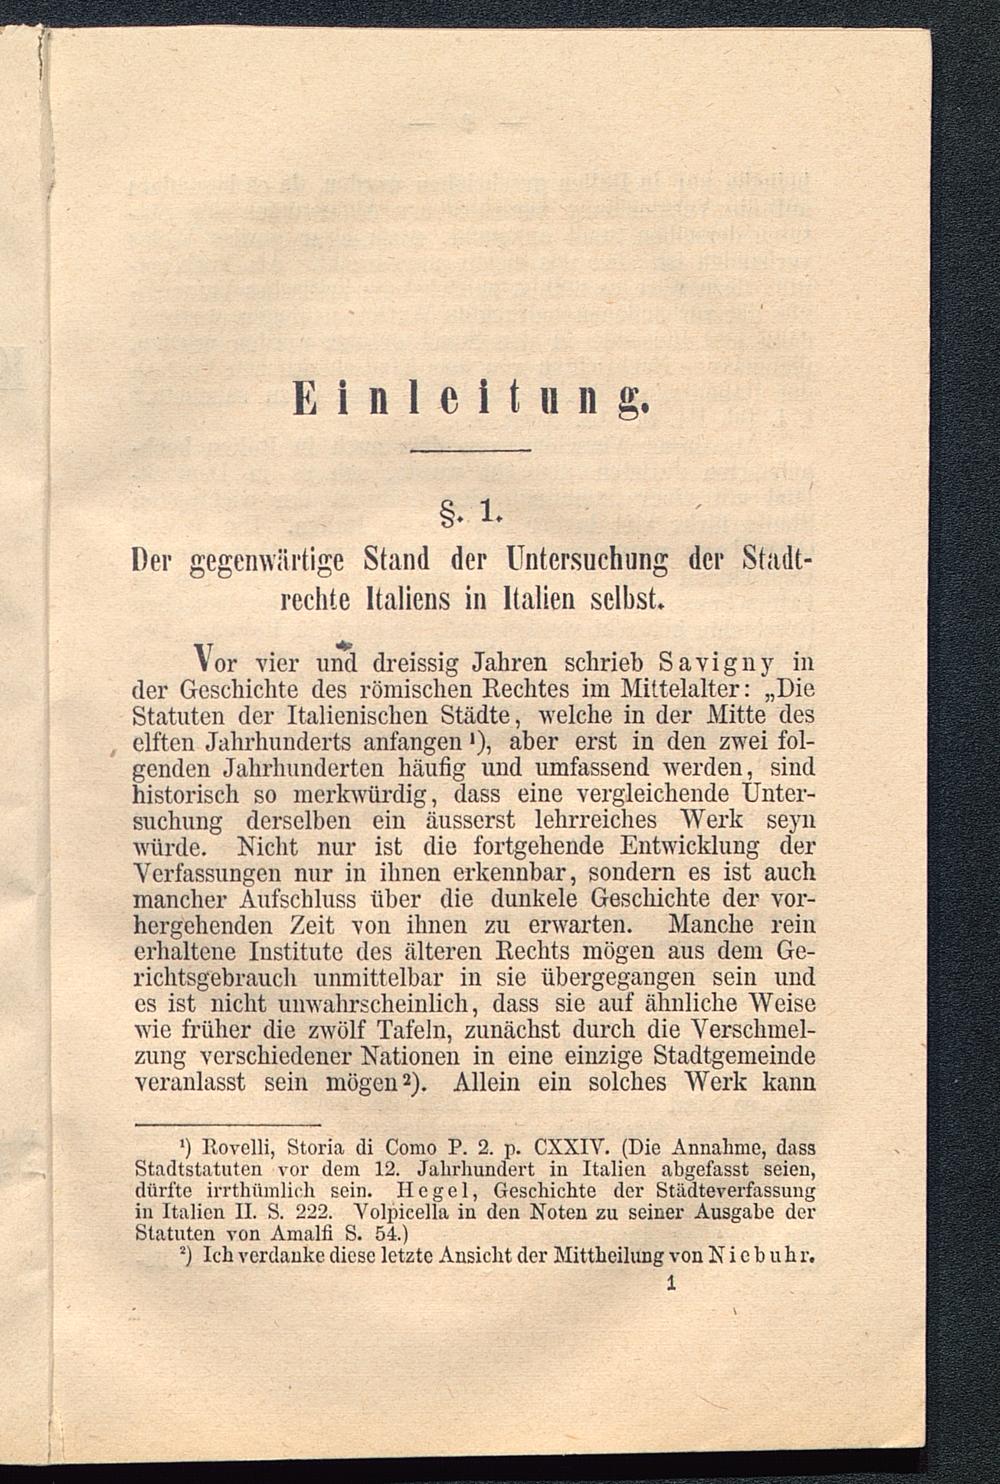 Einleitung.
§. 1.
Der gegenwärtige Stand der Untersuchung der Stadt-
rechte Italiens in Italien selbst.
Vor vier und dreissig Jahren schrieb Savigny in
der Geschichte des römischen Rechtes im Mittelalter: „Die
Statuten der Italienischen Städte, welche in der Mitte des
elften Jahrhunderts anfangen ¹), aber erst in den zwei fol-
genden Jahrhunderten häufig und umfassend werden, sind
historisch so merkwürdig, dass eine vergleichende Unter-
suchung derselben ein äusserst lehrreiches Werk seyn
würde. Nicht nur ist die fortgehende Entwicklung der
Verfassungen nur in ihnen erkennbar, sondern es ist auch
mancher Aufschluss über die dunkele Geschichte der vor-
hergehenden Zeit von ihnen zu erwarten. Manche rein
erhaltene Institute des älteren Rechts mögen aus dem Ge-
richtsgebrauch unmittelbar in sie übergegangen sein und
es ist nicht unwahrscheinlich, dass sie auf ähnliche Weise
wie früher die zwölf Tafeln, zunächst durch die Verschmel-
zung verschiedener Nationen in eine einzige Stadtgemeinde
veranlasst sein mögen ²). Allein ein solches Werk kann
¹) Rovelli, Storia di Como P. 2. p. CXXIV. (Die Annahme, dass
Stadtstatuten vor dem 12. Jahrhundert in Italien abgefasst seien,
dürfte irrthümlich sein. Hegel, Geschichte der Städteverfassung
in Italien II. S. 222. Volpicella in den Noten zu seiner Ausgabe der
Statuten von Amalfi S. 54.)
²) Ich verdanke diese letzte Ansicht der Mittheilung von Niebuhr.
1